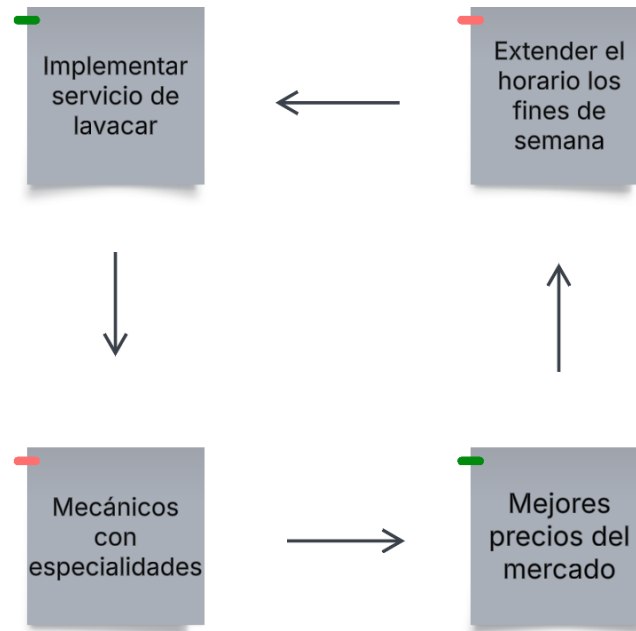 Implementar
servicio de
lavacar
Extender el
horario los
fines de
semana
Mecánicos
con
especialidades
Mejores
precios del
mercado